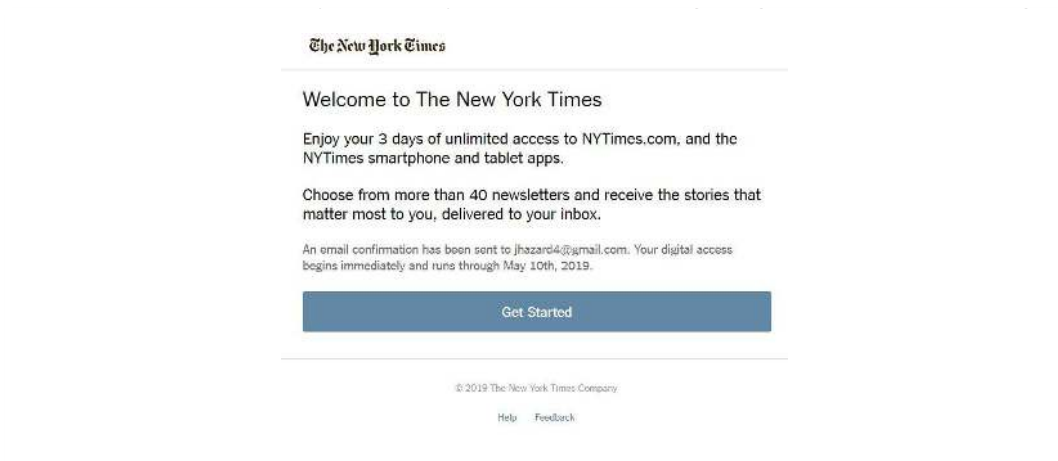 The New York Times
Welcome to The New York Times
Enjoy your 3 days of unlimited access to NYTimes.com, and the
NYTimes smartphone and tablet apps.
Choose from more than 40 newsletters and receive the stories that
matter most to you, delivered to your inbox.
An email confirmation has been sent to jhazard4@gmail.com. Your digital access
begins immediately and runs through May 10th, 2019.
Get Started
© 2019 The New York Times Company
Help Feedback